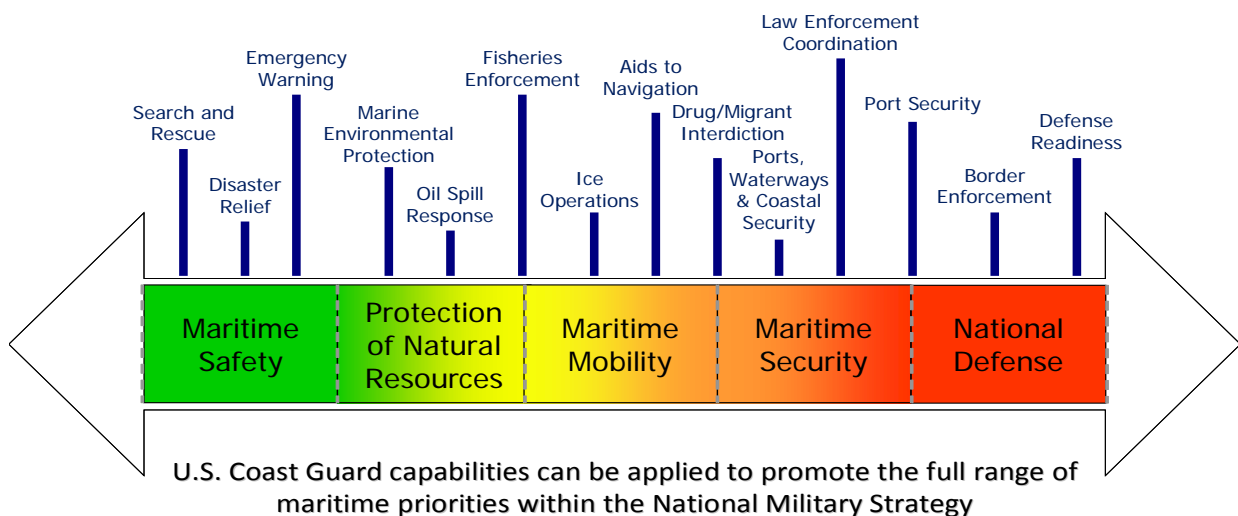 Search and
Rescue
Disaster
Relief
Emergency
Warning
Marine
Environmental
Protection
Oil Spill
Response
Fisheries
Enforcement
Ice
Operations
Aids to
Navigation
Drug/Migrant
Interdiction
Ports,
Waterways
& Coastal
Security
Law Enforcement
Coordination
Port Security
Border
Enforcement
Defense
Readiness
Maritime
Safety
Protection
of Natural
Resources
Maritime
Mobility
Maritime
Security
National
Defense
U.S. Coast Guard capabilities can be applied to promote the full range of
maritime priorities within the National Military Strategy